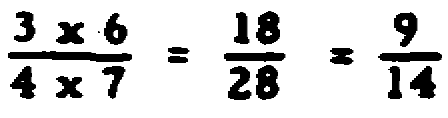 3 x 6 / 4 x 7 = 18 / 28 = 9 / 14